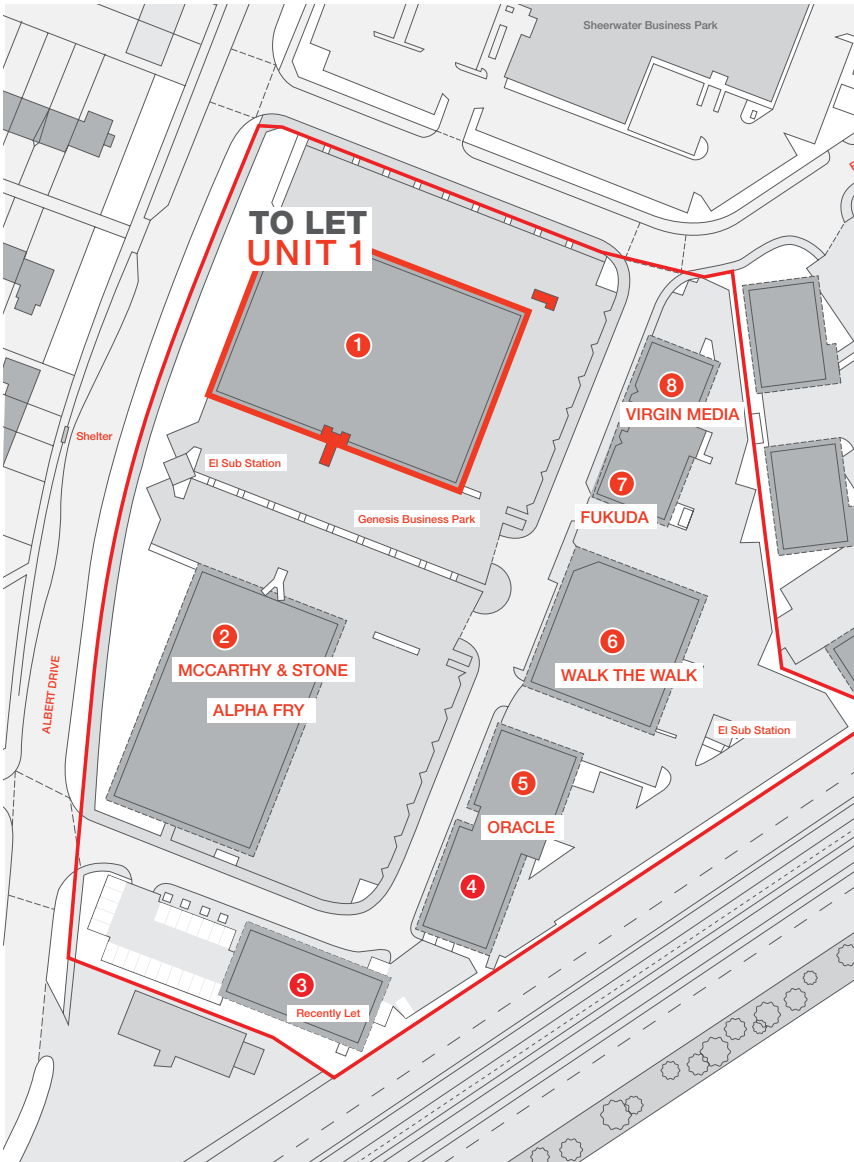 Sheerwater Business Park
TO LET
UNIT 1
1
8
VIRGIN MEDIA
Shelter
El Sub Station
7
Genesis Business Park
FUKUDA
2
MCCARTHY & STONE
6
WALK THE WALK
ALPHA FRY
ALBERT DRIVE
El Sub Station
5
ORACLE
4
3
Recently Let